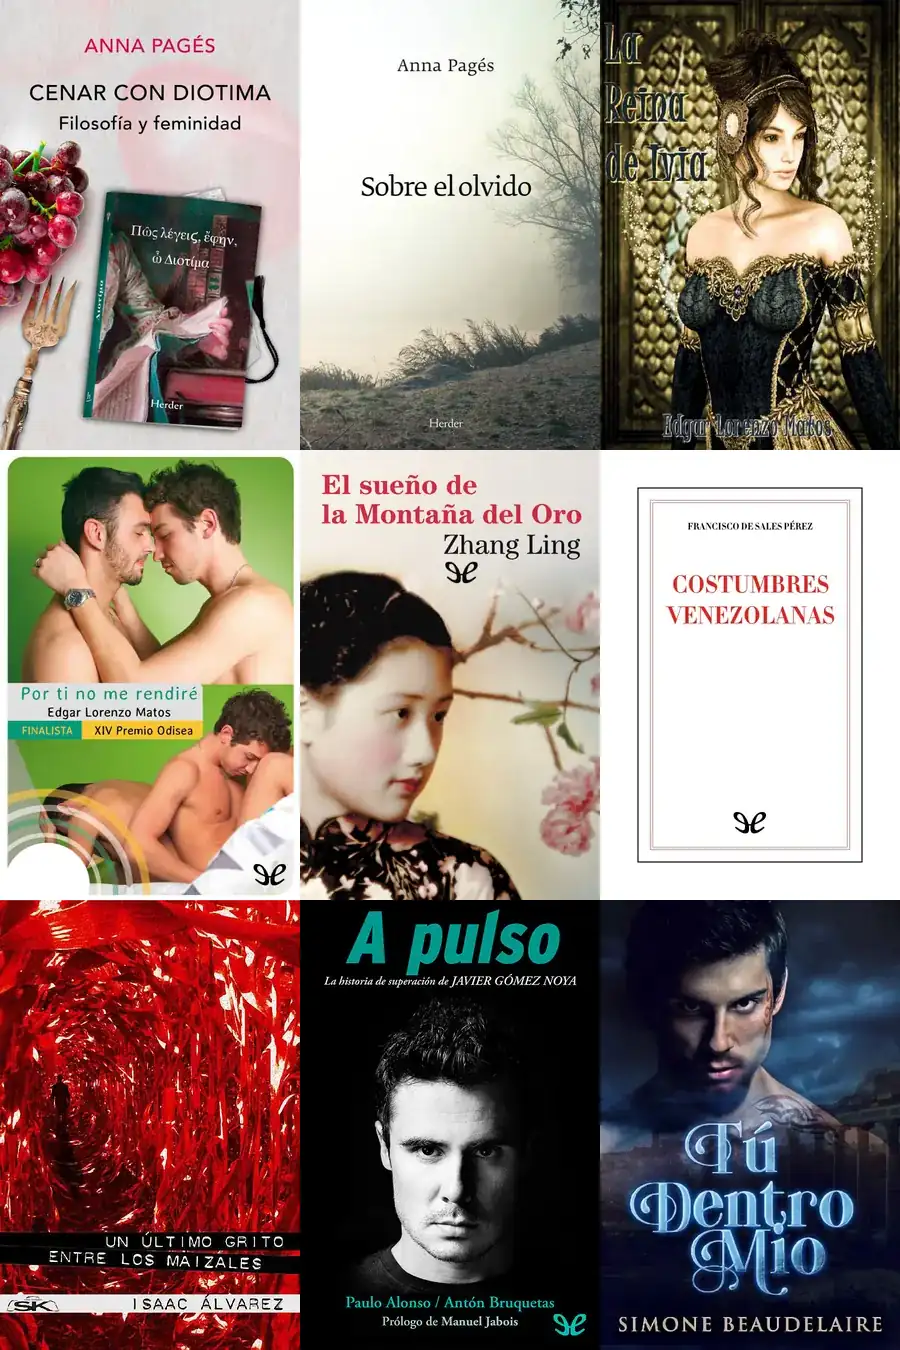 ANNA PAGÉS
CENAR CON DIOTIMA
Filosofía y feminidad
Πῶς λέγεις, ἔφην,
ὦ Διοτίμα
Διοτίμα
Herder
Anna Pagés
Sobre el olvido
Herder
La
Reina
de Ivia
Edgar Lorenzo Matos
Por ti no me rendiré
Edgar Lorenzo Matos
FINALISTA XIV Premio Odisea
El sueño de
la Montaña del Oro
Zhang Ling
FRANCISCO DE SALES PÉREZ
COSTUMBRES
VENEZOLANAS
UN ÚLTIMO GRITO
ENTRE LOS MAIZALES
SK
ISAAC ÁLVAREZ
A pulso
La historia de superación de JAVIER GÓMEZ NOYA
Paulo Alonso / Antón Bruquetas
Prólogo de Manuel Jabois
Tú
Dentro
Mio
SIMONE BEAUDELAIRE